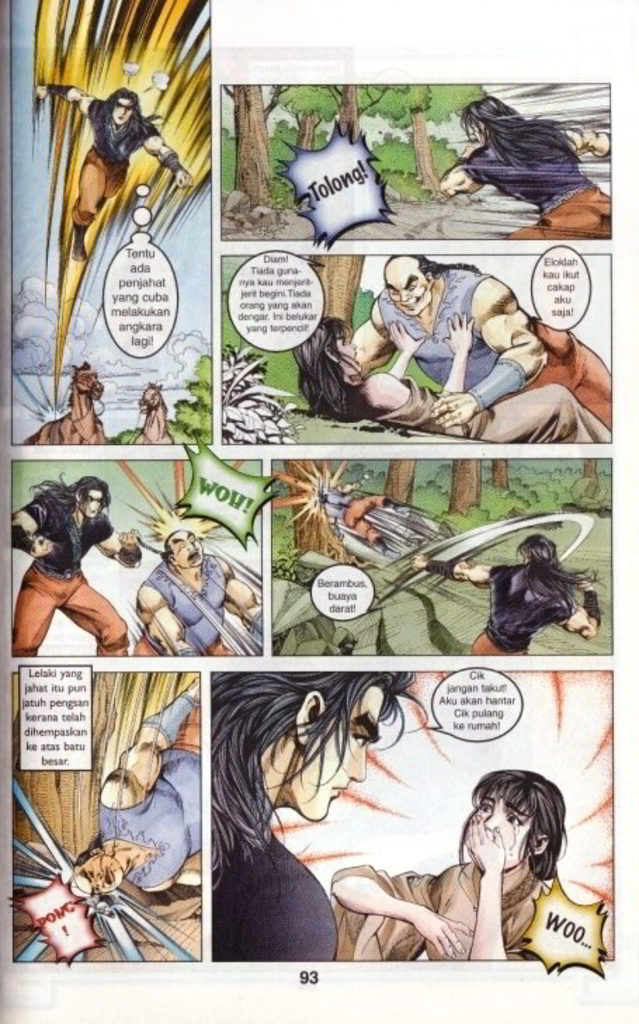 Tentu
ada
penjahat
yang cuba
melakukan
angkara
lagi!
Tolong!
Diam!
Tiada guna-
nya kau menjerit-
jerit begini.Tiada
orang yang akan
dengar. Ini belukar
yang terpencil!
Eloklah
kau ikut
cakap
aku
saja!
WOH!
Berambus,
buaya
darat!
Lelaki yang
jahat itu pun
jatuh pengsan
kerana telah
dihempaskan
ke atas batu
besar.
PONG
!
Cik
jangan takut!
Aku akan hantar
Cik pulang
ke rumah!
WOO...
93